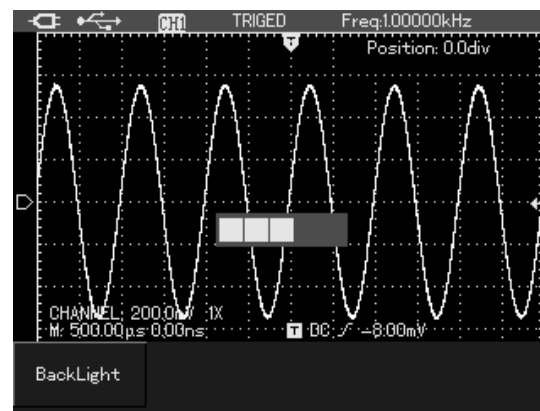 CH1 TRIGED Freq:1.00000kHz
T
Position: 0.0div
CHANNEL: 200.0mV 1X
M: 500.00μs 0.00ns T DC -8.00mV
BackLight